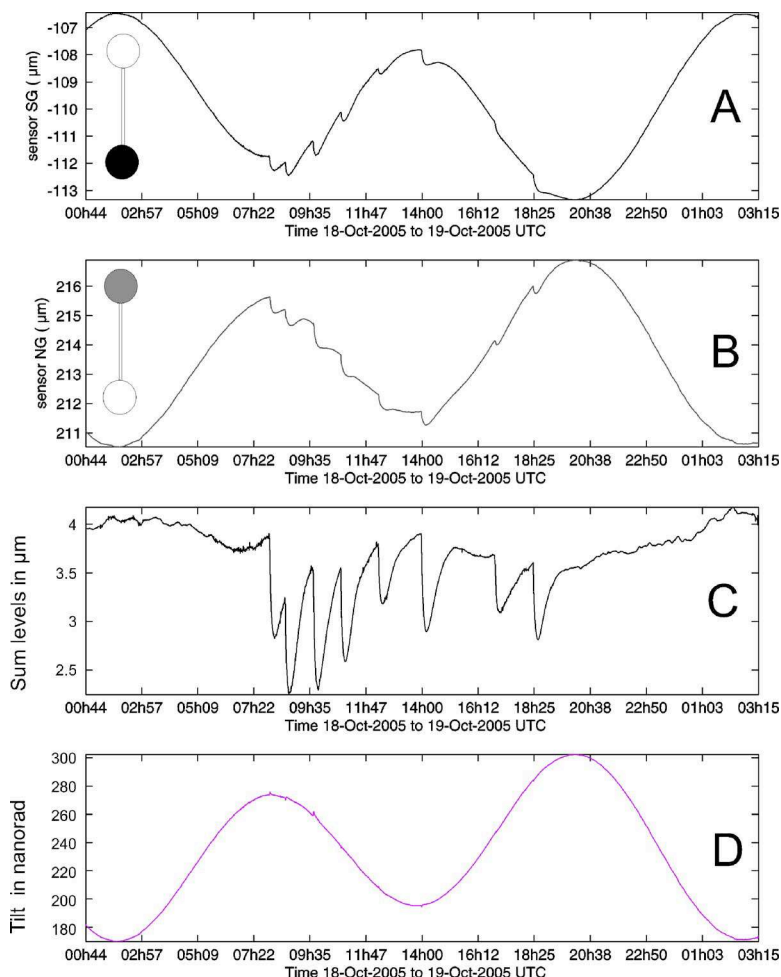 sensor SG ( µm)
-107
-108
-109
-110
-111
-112
-113
A
00h44 02h57 05h09 07h22 09h35 11h47 14h00 16h12 18h25 20h38 22h50 01h03 03h15
Time 18-Oct-2005 to 19-Oct-2005 UTC
sensor NG ( µm)
216
215
214
213
212
211
B
00h44 02h57 05h09 07h22 09h35 11h47 14h00 16h12 18h25 20h38 22h50 01h03 03h15
Time 18-Oct-2005 to 19-Oct-2005 UTC
Sum levels in µm
4
3.5
3
2.5
C
00h44 02h57 05h09 07h22 09h35 11h47 14h00 16h12 18h25 20h38 22h50 01h03 03h15
Time 18-Oct-2005 to 19-Oct-2005 UTC
Tilt in nanorad
300
280
260
240
220
200
180
D
00h44 02h57 05h09 07h22 09h35 11h47 14h00 16h12 18h25 20h38 22h50 01h03 03h15
Time 18-Oct-2005 to 19-Oct-2005 UTC